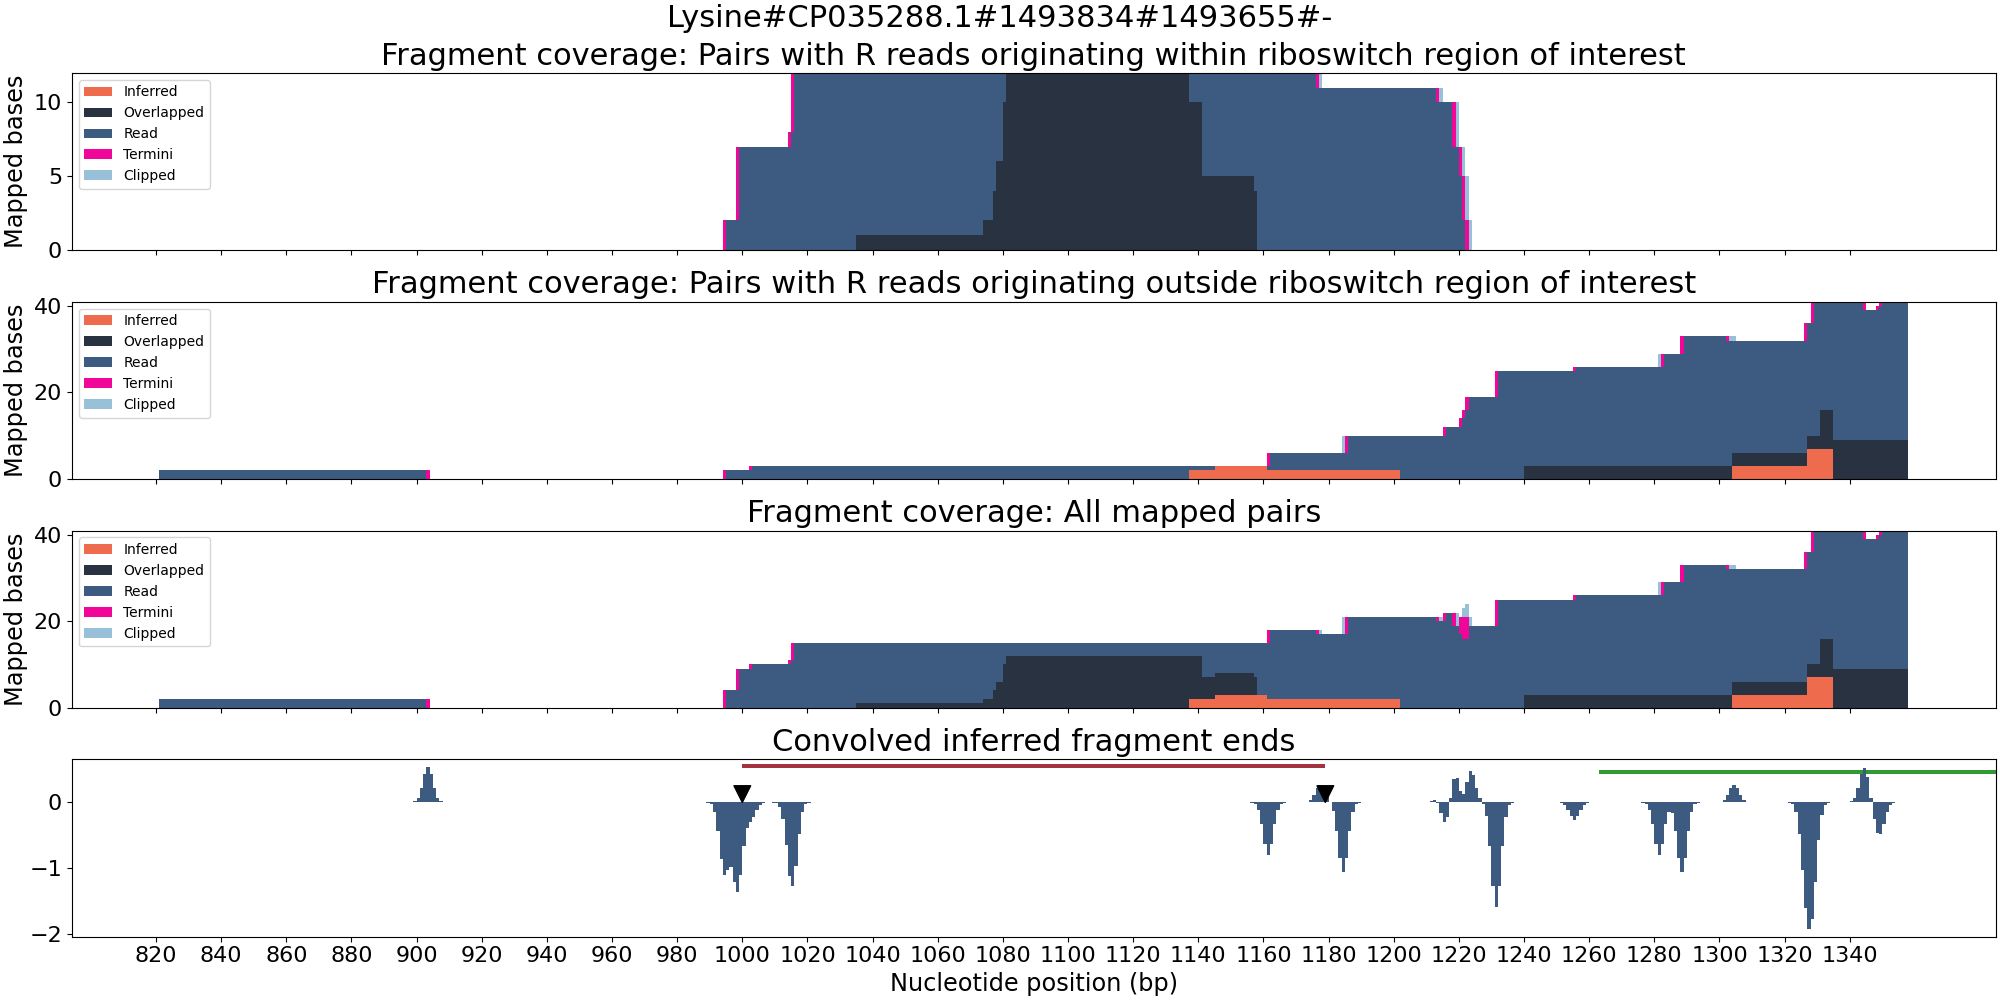 Lysine#CP035288.1#1493834#1493655#-
Fragment coverage: Pairs with R reads originating within riboswitch region of interest
Mapped bases
10
5
0
Inferred
Overlapped
Read
Termini
Clipped
Fragment coverage: Pairs with R reads originating outside riboswitch region of interest
Mapped bases
40
20
0
Inferred
Overlapped
Read
Termini
Clipped
Fragment coverage: All mapped pairs
Mapped bases
40
20
0
Inferred
Overlapped
Read
Termini
Clipped
Convolved inferred fragment ends
0
−1
−2
820 840 860 880 900 920 940 960 980 1000 1020 1040 1060 1080 1100 1120 1140 1160 1180 1200 1220 1240 1260 1280 1300 1320 1340
Nucleotide position (bp)